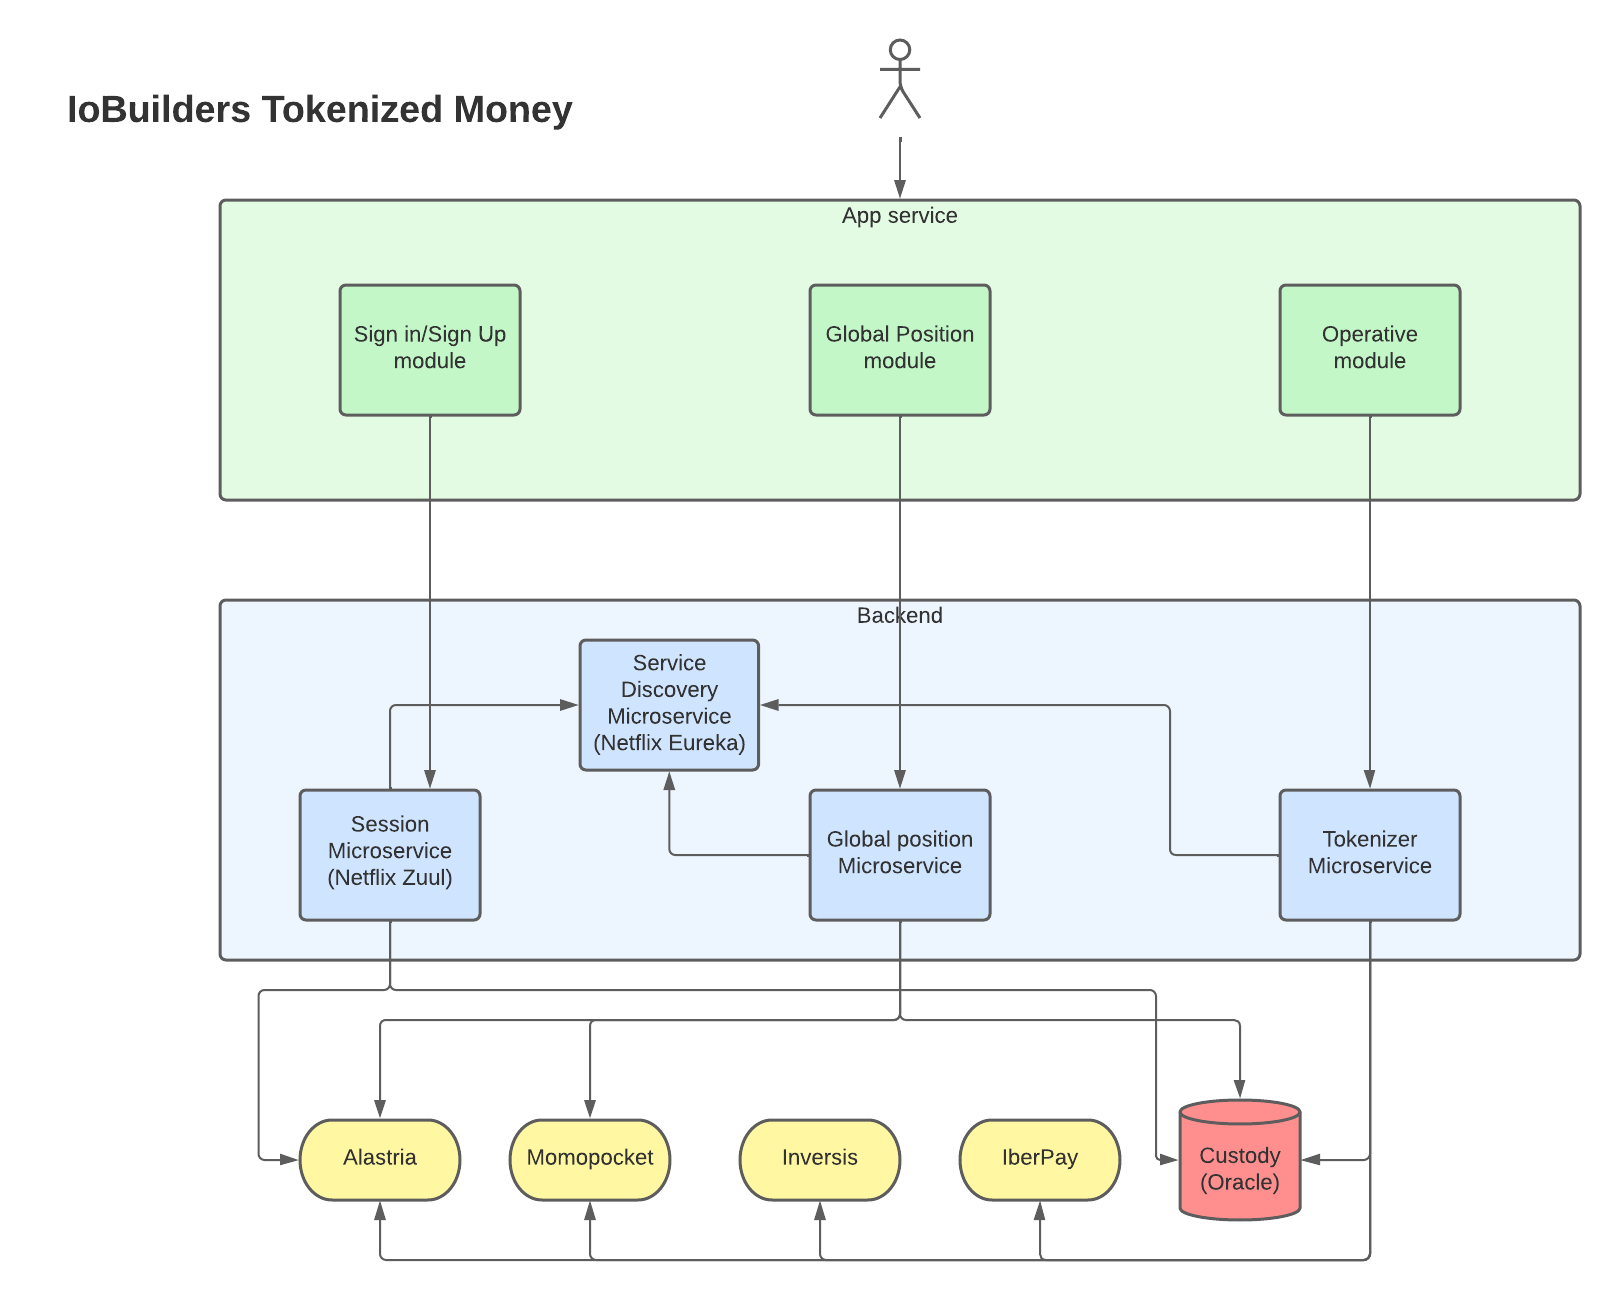 IoBuilders Tokenized Money
App service
Sign in/Sign Up
module
Global Position
module
Operative
module
Backend
Service
Discovery
Microservice
(Netflix Eureka)
Session
Microservice
(Netflix Zuul)
Global position
Microservice
Tokenizer
Microservice
Alastria
Momopocket
Inversis
IberPay
Custody
(Oracle)